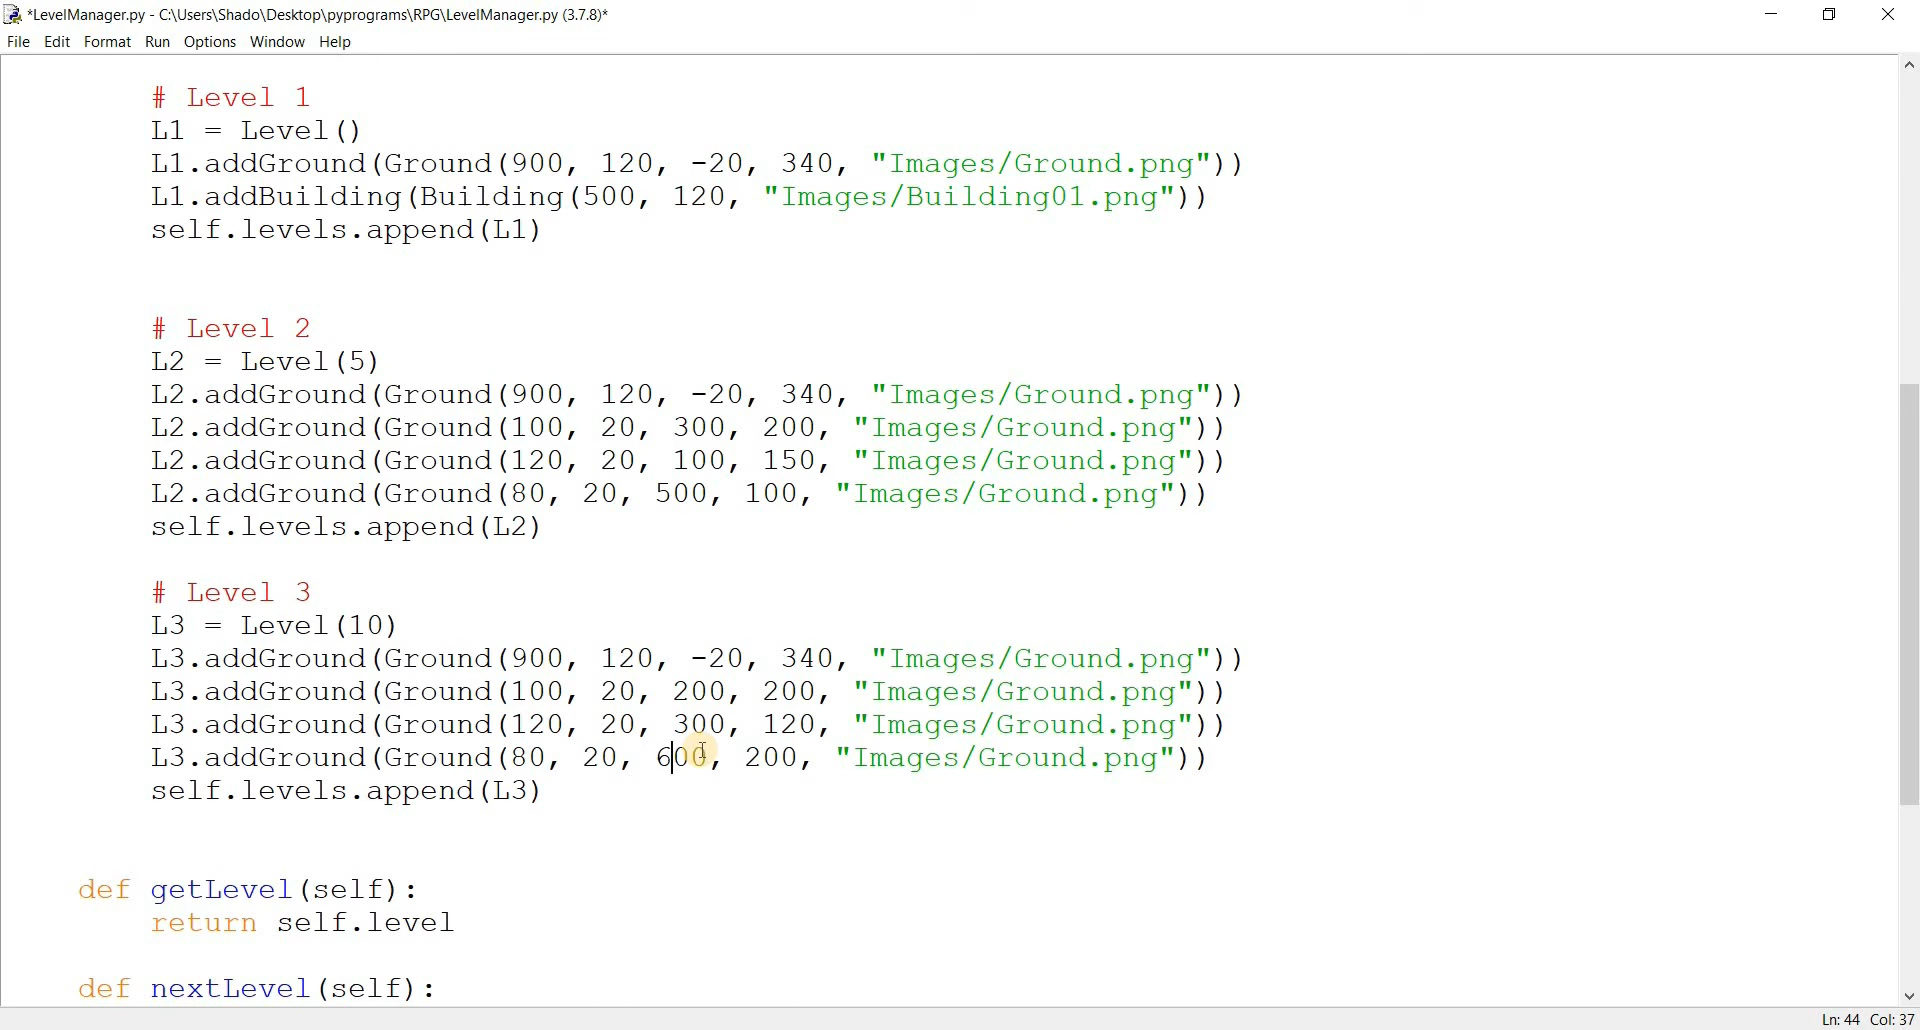 *LevelManager.py - C:\Users\Shado\Desktop\pyprograms\RPG\LevelManager.py (3.7.8)*
File Edit Format Run Options Window Help
# Level 1
L1 = Level()
L1.addGround(Ground(900, 120, -20, 340, "Images/Ground.png"))
L1.addBuilding(Building(500, 120, "Images/Building01.png"))
self.levels.append(L1)
# Level 2
L2 = Level(5)
L2.addGround(Ground(900, 120, -20, 340, "Images/Ground.png"))
L2.addGround(Ground(100, 20, 300, 200, "Images/Ground.png"))
L2.addGround(Ground(120, 20, 100, 150, "Images/Ground.png"))
L2.addGround(Ground(80, 20, 500, 100, "Images/Ground.png"))
self.levels.append(L2)
# Level 3
L3 = Level(10)
L3.addGround(Ground(900, 120, -20, 340, "Images/Ground.png"))
L3.addGround(Ground(100, 20, 200, 200, "Images/Ground.png"))
L3.addGround(Ground(120, 20, 300, 120, "Images/Ground.png"))
L3.addGround(Ground(80, 20, 600, 200, "Images/Ground.png"))
self.levels.append(L3)
def getLevel(self):
return self.level
def nextLevel(self):
Ln: 44 Col: 37